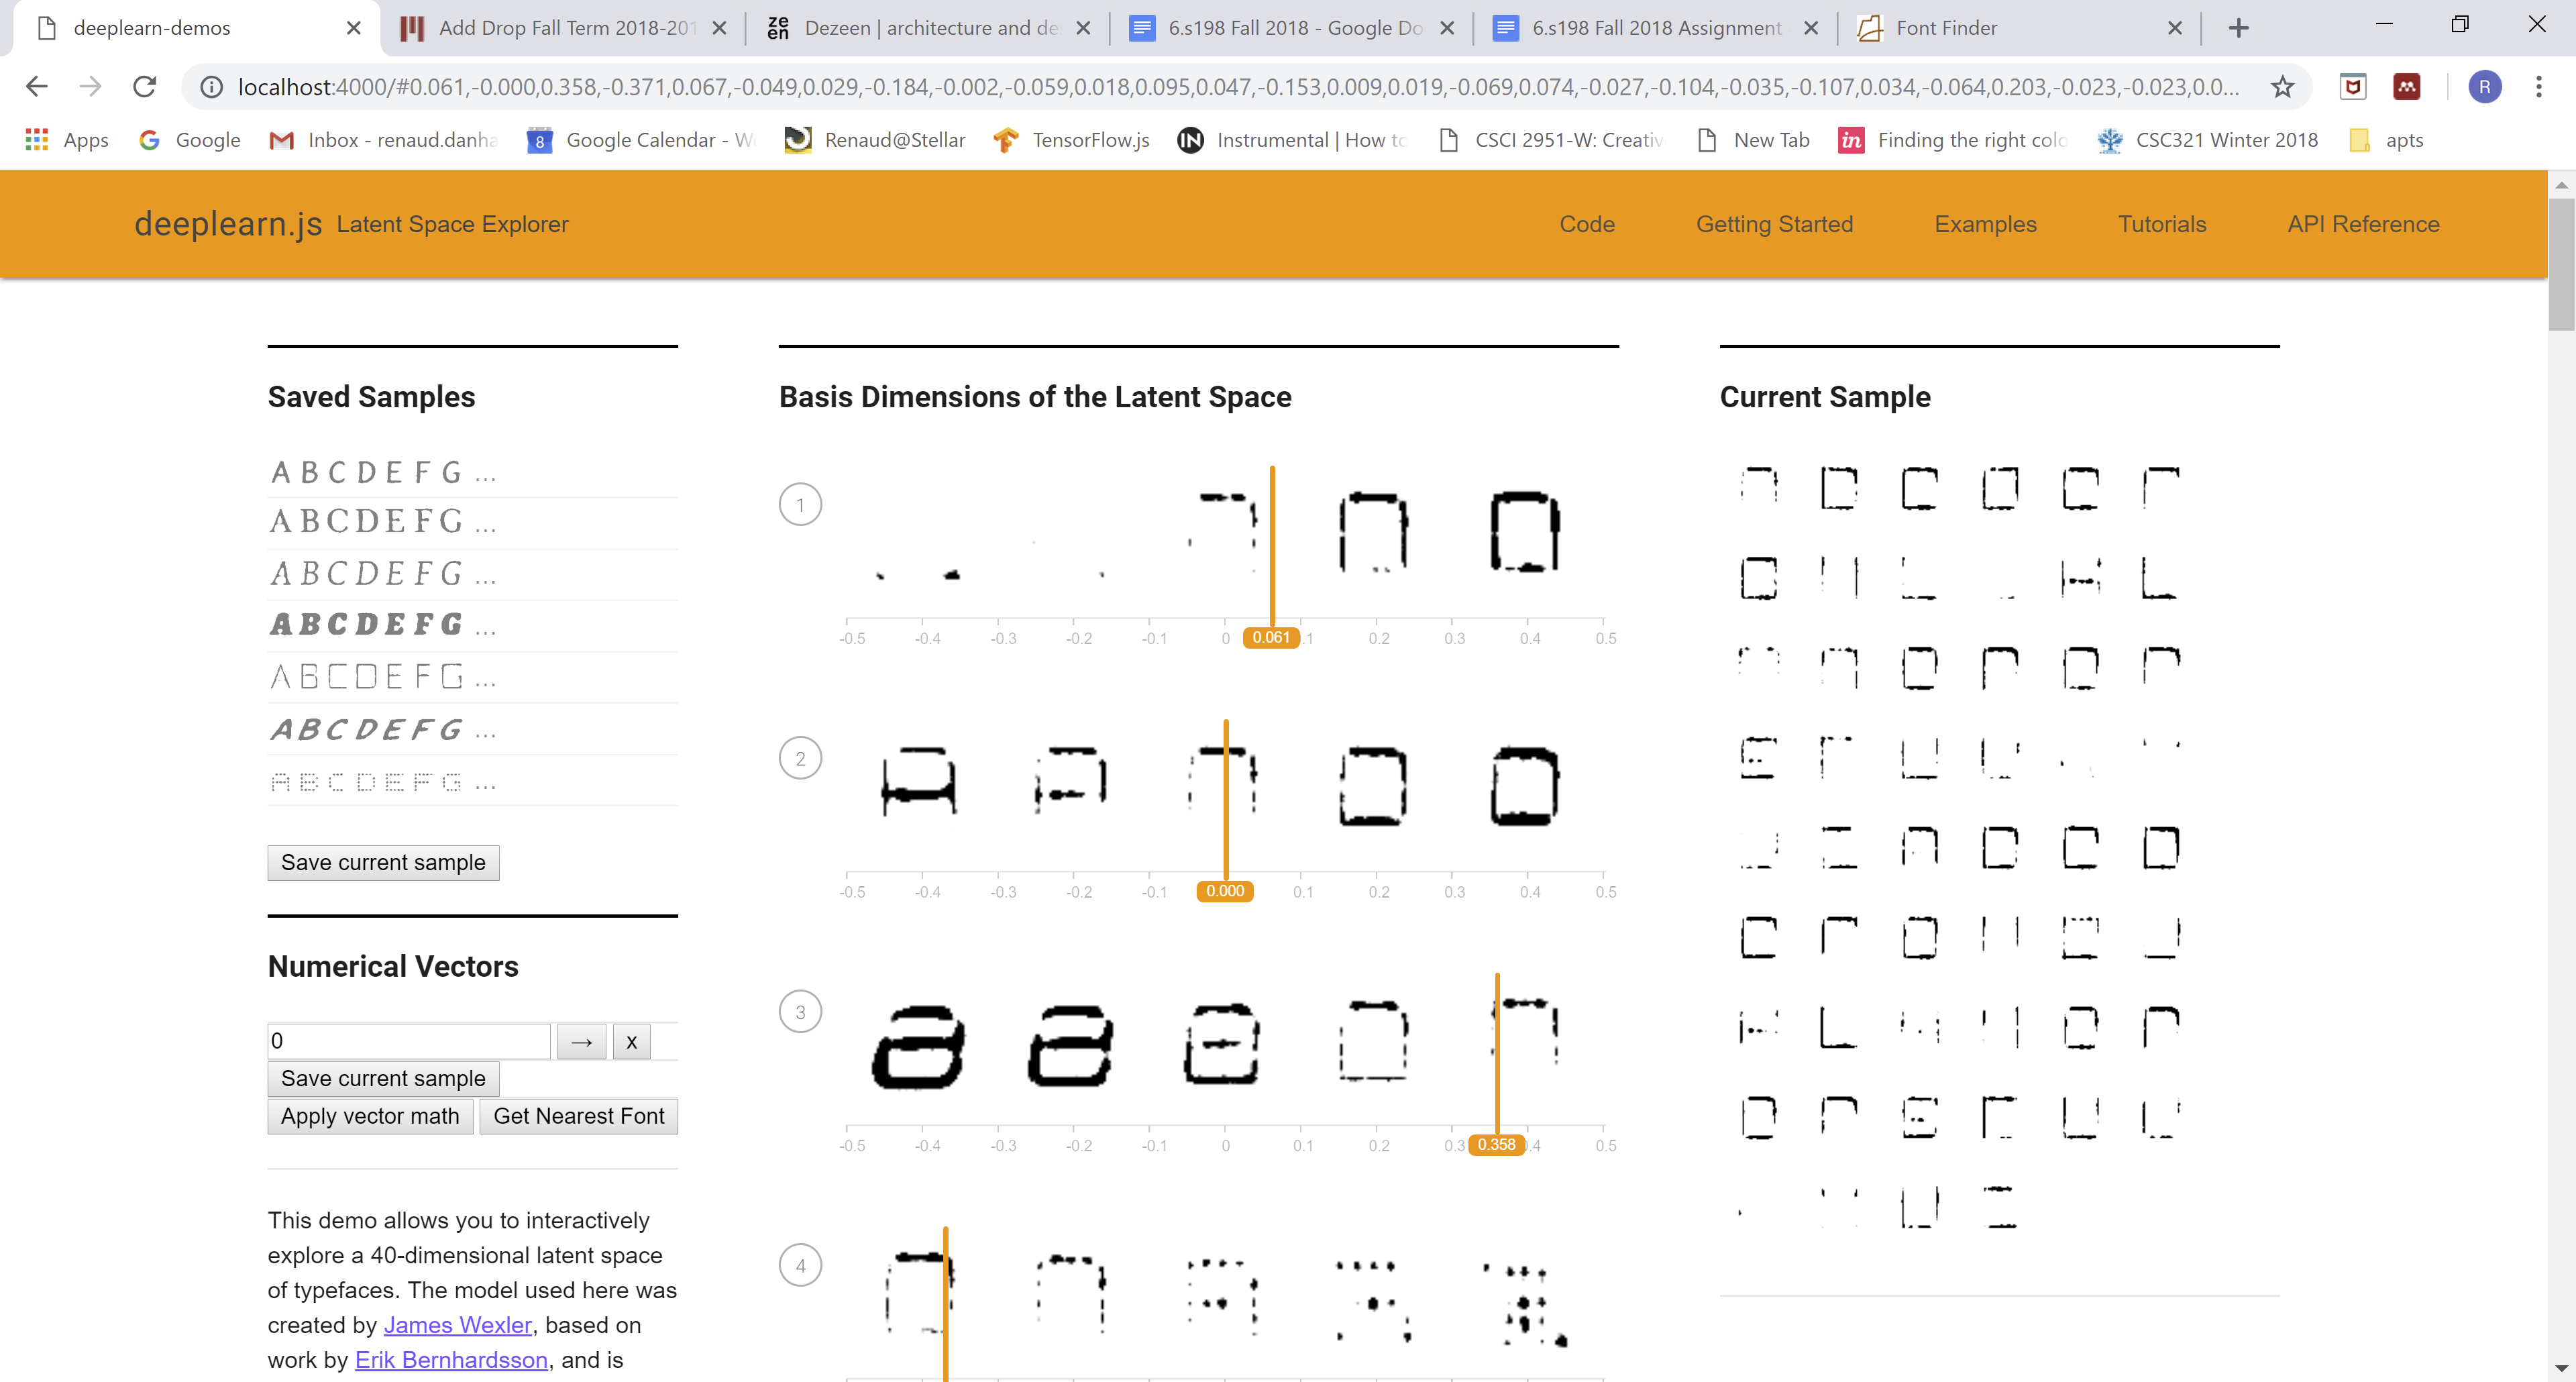 deeplearn-demos
Add Drop Fall Term 2018-201
ze
en
Dezeen | architecture and de
6.s198 Fall 2018 - Google Do
6.s198 Fall 2018 Assignment
Font Finder
localhost:4000/#0.061,-0.000,0.358,-0.371,0.067,-0.049,0.029,-0.184,-0.002,-0.059,0.018,0.095,0.047,-0.153,0.009,0.019,-0.069,0.074,-0.027,-0.104,-0.035,-0.107,0.034,-0.064,0.203,-0.023,-0.023,0.0...
R
Apps
Google
Inbox - renaud.danha
8
Google Calendar - W
Renaud@Stellar
TensorFlow.js
IN
Instrumental | How to
CSCI 2951-W: Creativ
New Tab
in
Finding the right colo
CSC321 Winter 2018
apts
deeplearn.js Latent Space Explorer
Code
Getting Started
Examples
Tutorials
API Reference
Saved Samples
A B C D E F G ...
A B C D E F G ...
A B C D E F G ...
A B C D E F G ...
A B C D E F G ...
A B C D E F G ...
A B C D E F G ...
Save current sample
Numerical Vectors
0 → x
Save current sample
Apply vector math
Get Nearest Font
This demo allows you to interactively
explore a 40-dimensional latent space
of typefaces. The model used here was
created by James Wexler, based on
work by Erik Bernhardsson, and is
Basis Dimensions of the Latent Space
1
-0.5 -0.4 -0.3 -0.2 -0.1 0 0.061 .1 0.2 0.3 0.4 0.5
2
-0.5 -0.4 -0.3 -0.2 -0.1 0.000 0.1 0.2 0.3 0.4 0.5
3
-0.5 -0.4 -0.3 -0.2 -0.1 0 0.1 0.2 0.3 0.358 .4 0.5
4
Current Sample